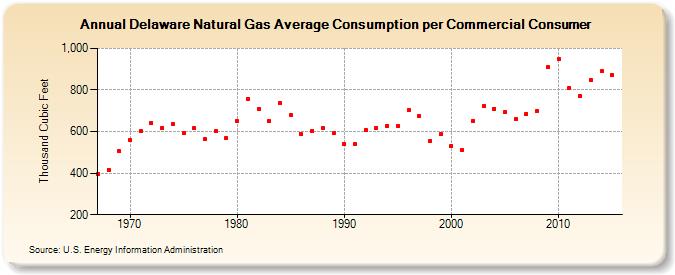 Annual Delaware Natural Gas Average Consumption per Commercial Consumer
Thousand Cubic Feet
1,000
800
600
400
200
1970 1980 1990 2000 2010
Source: U.S. Energy Information Administration